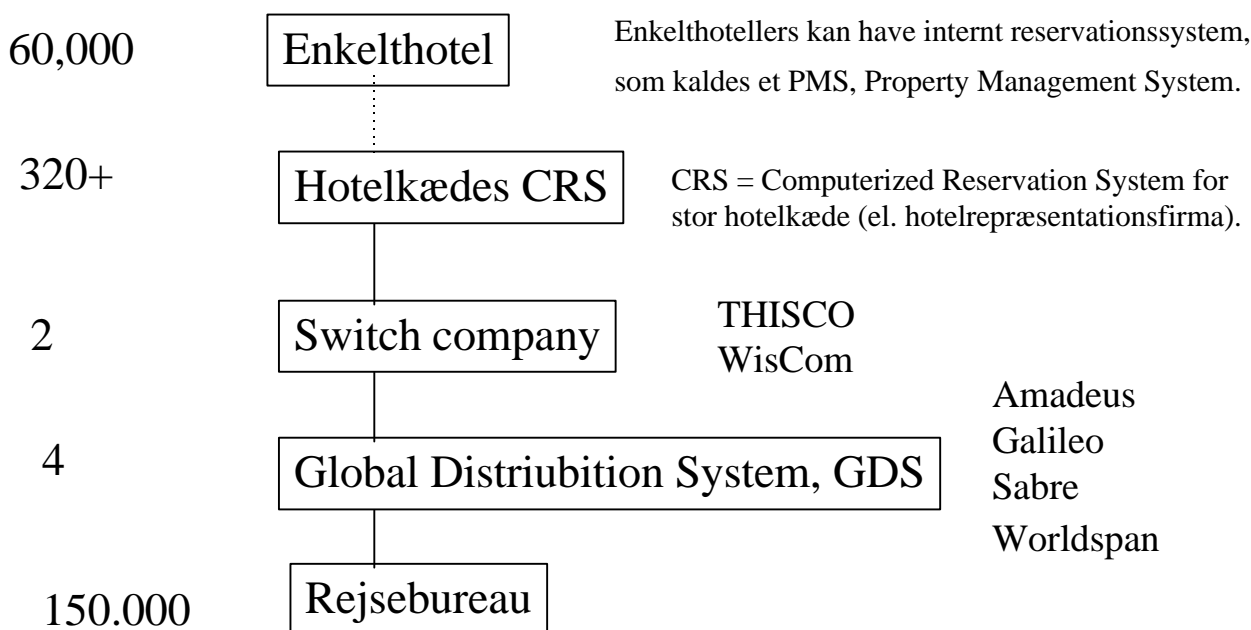 60,000
Enkelthotel
Enkelthotellers kan have internt reservationssystem,
som kaldes et PMS, Property Management System.
320+
Hotelkædes CRS
CRS = Computerized Reservation System for
stor hotelkæde (el. hotelrepræsentationsfirma).
2
Switch company
THISCO
WisCom
4
Global Distriubition System, GDS
Amadeus
Galileo
Sabre
Worldspan
150.000
Rejsebureau